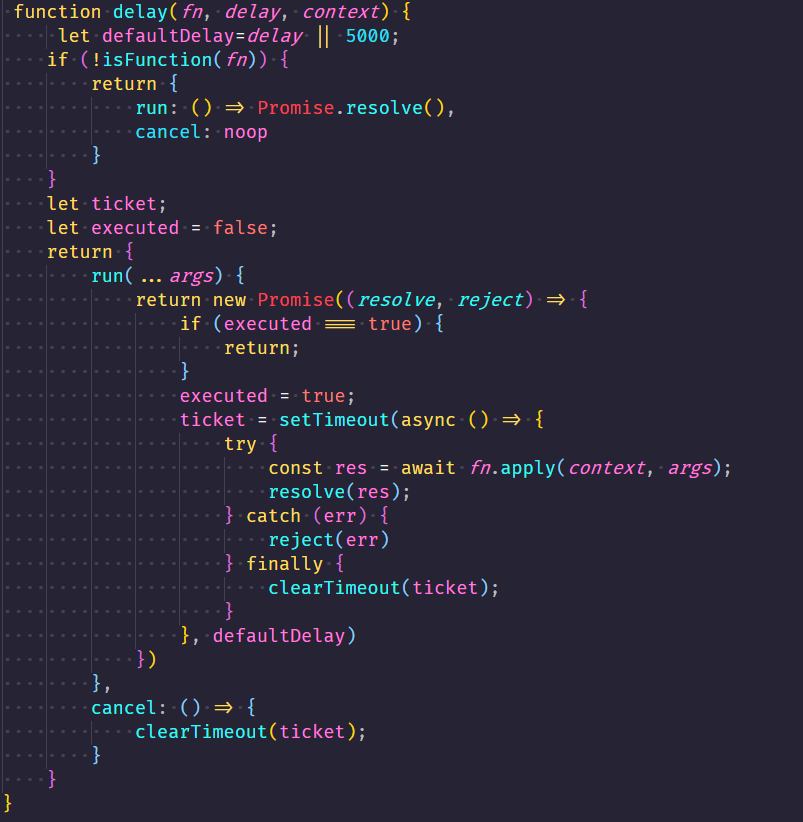 function delay(fn, delay, context) {
    let defaultDelay=delay || 5000;
   if (!isFunction(fn)) {
       return {
           run: () => Promise.resolve(),
           cancel: noop
       }
   }
   let ticket;
   let executed = false;
   return {
       run(...args) {
           return new Promise((resolve, reject) => {
               if (executed === true) {
                   return;
               }
               executed = true;
               ticket = setTimeout(async () => {
                   try {
                       const res = await fn.apply(context, args);
                       resolve(res);
                   } catch (err) {
                       reject(err)
                   } finally {
                       clearTimeout(ticket);
                   }
               }, defaultDelay)
           })
       },
       cancel: () => {
           clearTimeout(ticket);
       }
   }
}